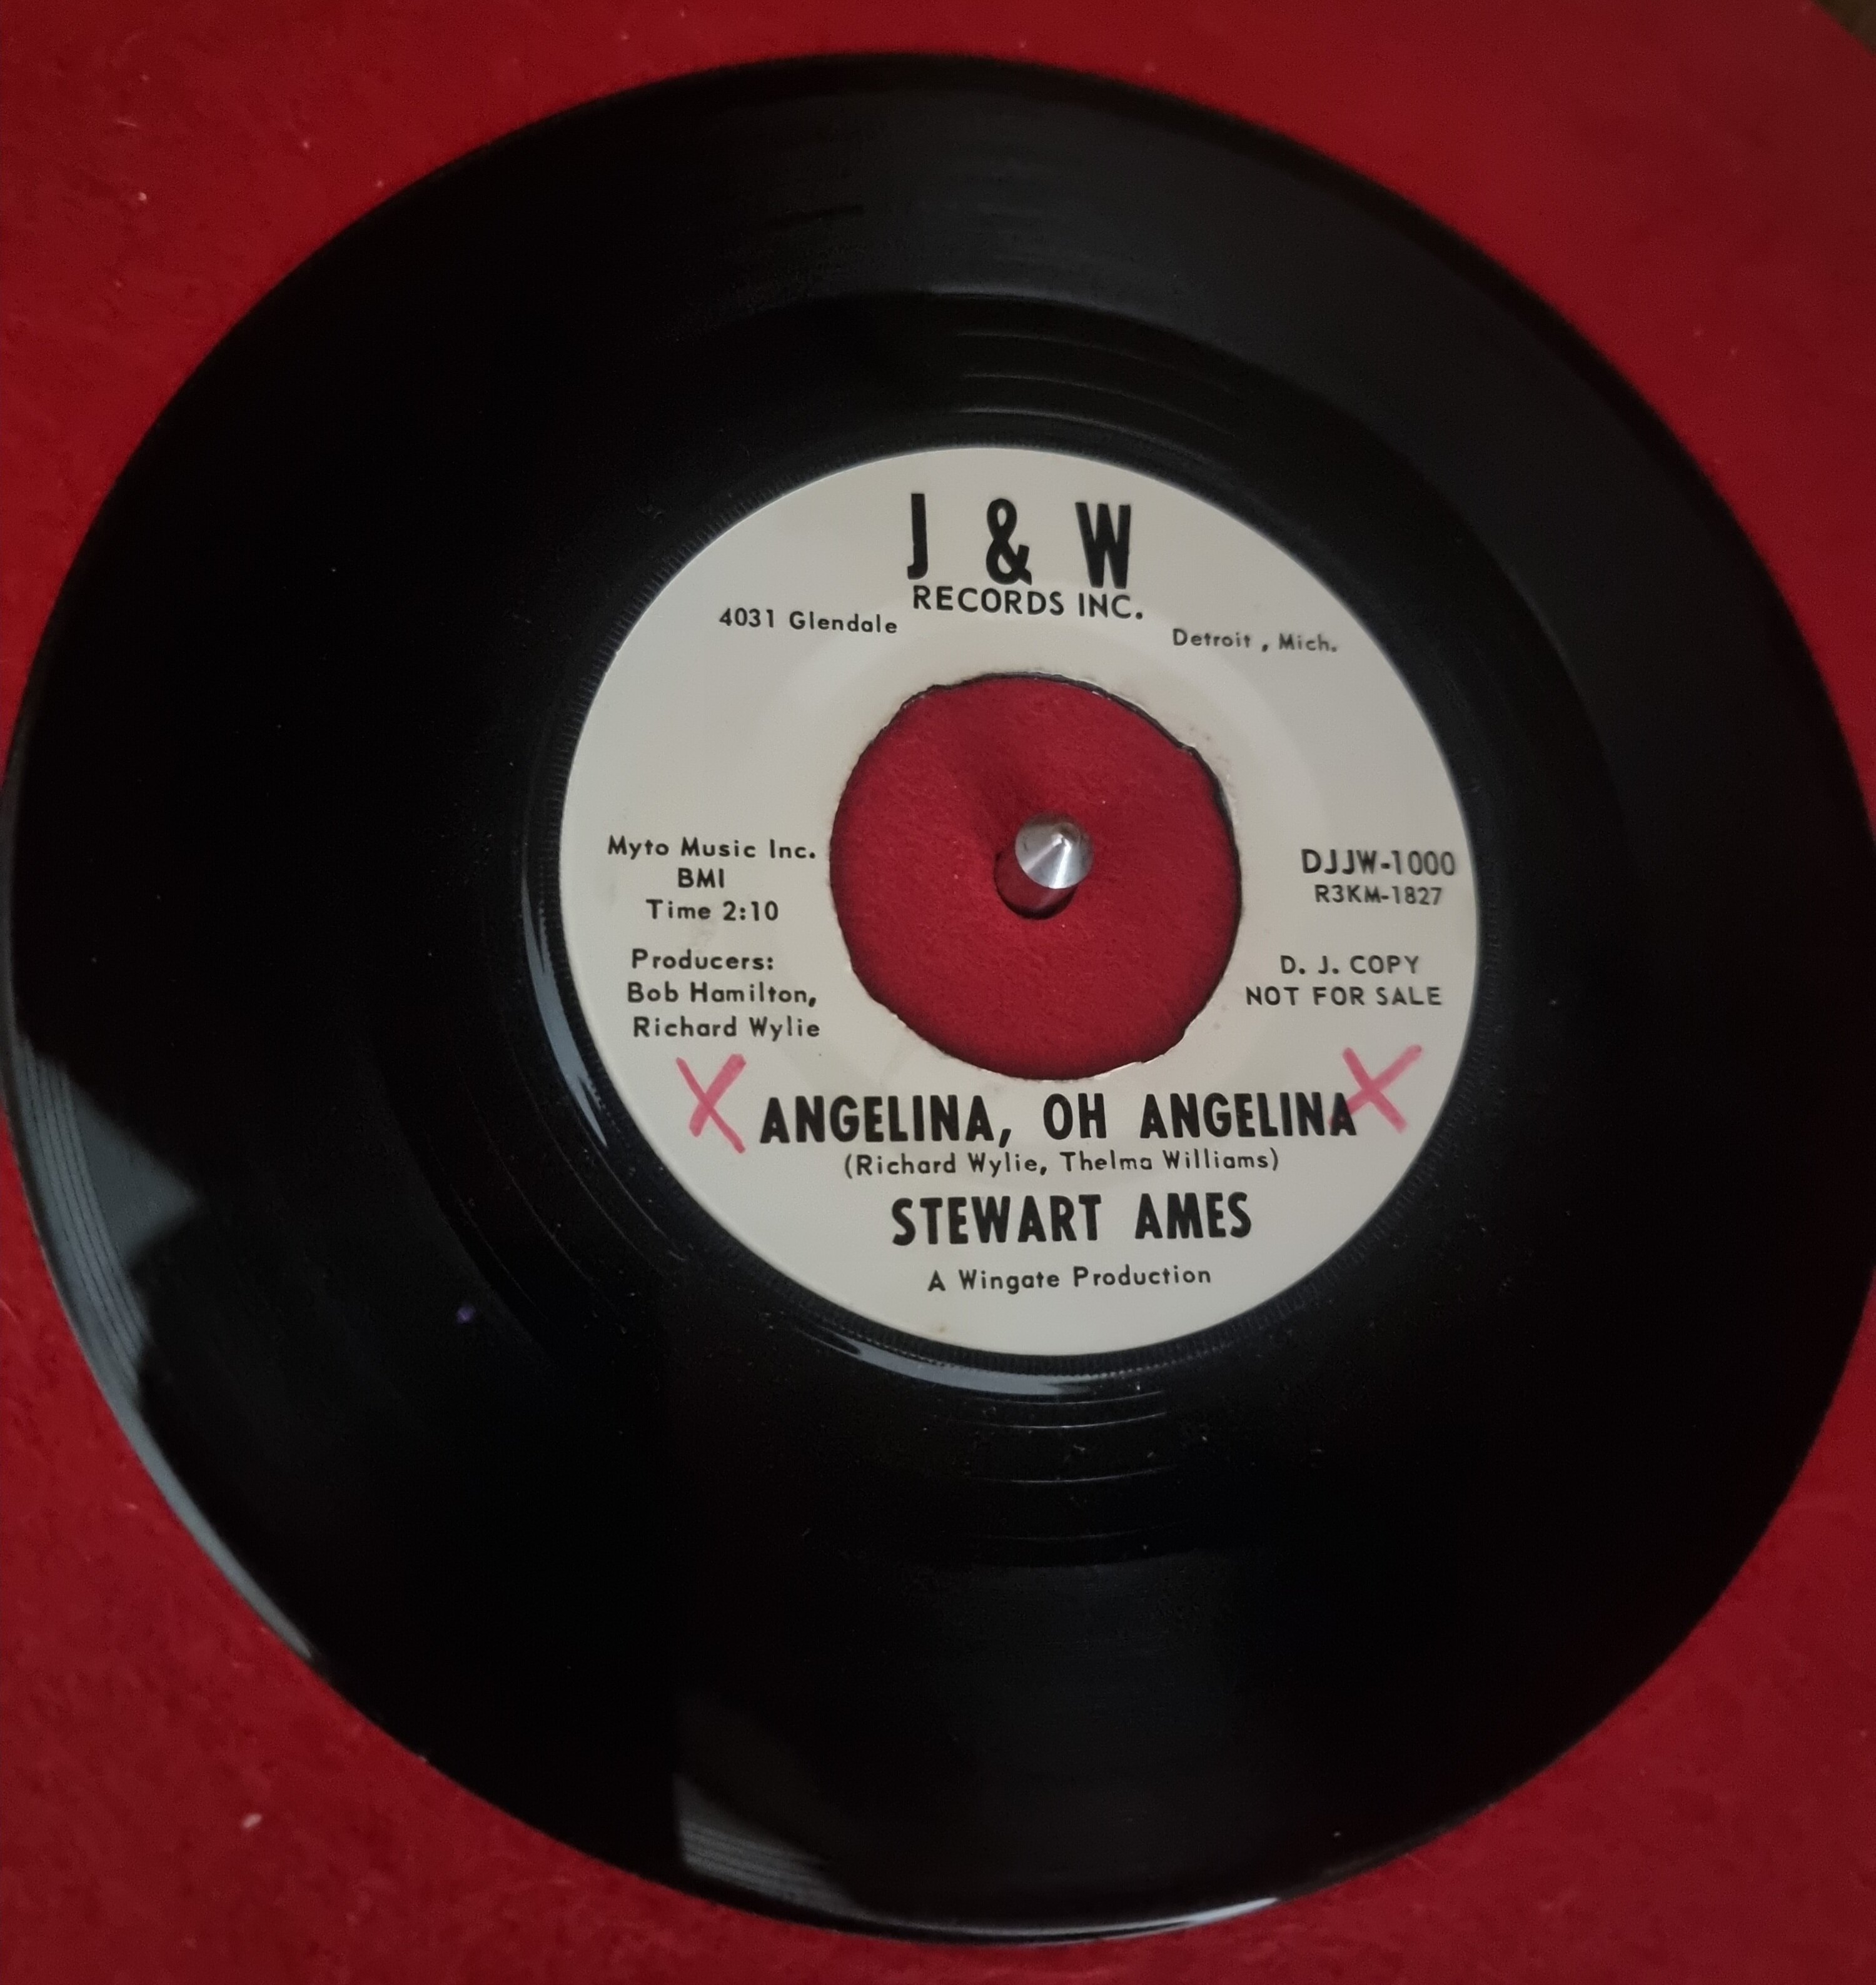 J & W
RECORDS INC.
4031 Glendale
Detroit , Mich.
Myto Music Inc.
BMI
Time 2:10
Producers:
Bob Hamilton,
Richard Wylie
DJJW-1000
R3KM-1827
D. J. COPY
NOT FOR SALE
X ANGELINA, OH ANGELINA X
(Richard Wylie, Thelma Williams)
STEWART AMES
A Wingate Production